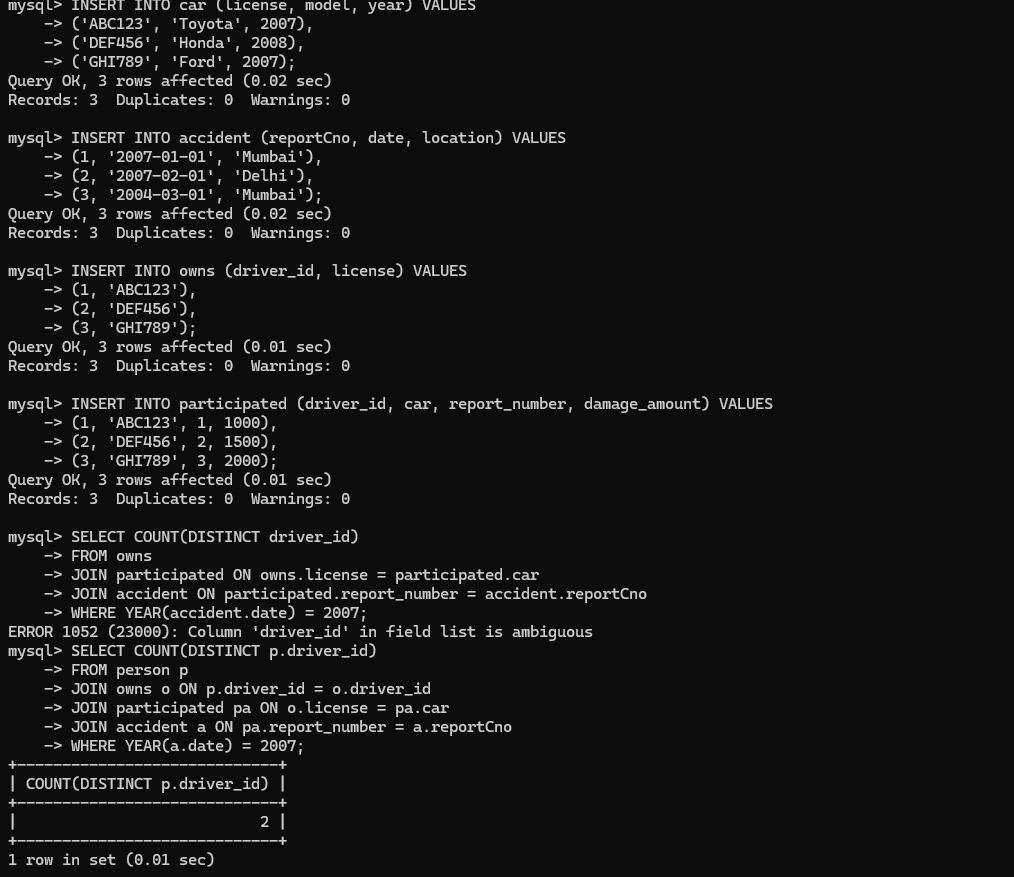 mysql> INSERT INTO car (license, model, year) VALUES
    -> ('ABC123', 'Toyota', 2007),
    -> ('DEF456', 'Honda', 2008),
    -> ('GHI789', 'Ford', 2007);
Query OK, 3 rows affected (0.02 sec)
Records: 3  Duplicates: 0  Warnings: 0

mysql> INSERT INTO accident (reportCno, date, location) VALUES
    -> (1, '2007-01-01', 'Mumbai'),
    -> (2, '2007-02-01', 'Delhi'),
    -> (3, '2004-03-01', 'Mumbai');
Query OK, 3 rows affected (0.02 sec)
Records: 3  Duplicates: 0  Warnings: 0

mysql> INSERT INTO owns (driver_id, license) VALUES
    -> (1, 'ABC123'),
    -> (2, 'DEF456'),
    -> (3, 'GHI789');
Query OK, 3 rows affected (0.01 sec)
Records: 3  Duplicates: 0  Warnings: 0

mysql> INSERT INTO participated (driver_id, car, report_number, damage_amount) VALUES
    -> (1, 'ABC123', 1, 1000),
    -> (2, 'DEF456', 2, 1500),
    -> (3, 'GHI789', 3, 2000);
Query OK, 3 rows affected (0.01 sec)
Records: 3  Duplicates: 0  Warnings: 0

mysql> SELECT COUNT(DISTINCT driver_id)
    -> FROM owns
    -> JOIN participated ON owns.license = participated.car
    -> JOIN accident ON participated.report_number = accident.reportCno
    -> WHERE YEAR(accident.date) = 2007;
ERROR 1052 (23000): Column 'driver_id' in field list is ambiguous
mysql> SELECT COUNT(DISTINCT p.driver_id)
    -> FROM person p
    -> JOIN owns o ON p.driver_id = o.driver_id
    -> JOIN participated pa ON o.license = pa.car
    -> JOIN accident a ON pa.report_number = a.reportCno
    -> WHERE YEAR(a.date) = 2007;
+-----------------------------+
| COUNT(DISTINCT p.driver_id) |
+-----------------------------+
|                           2 |
+-----------------------------+
1 row in set (0.01 sec)